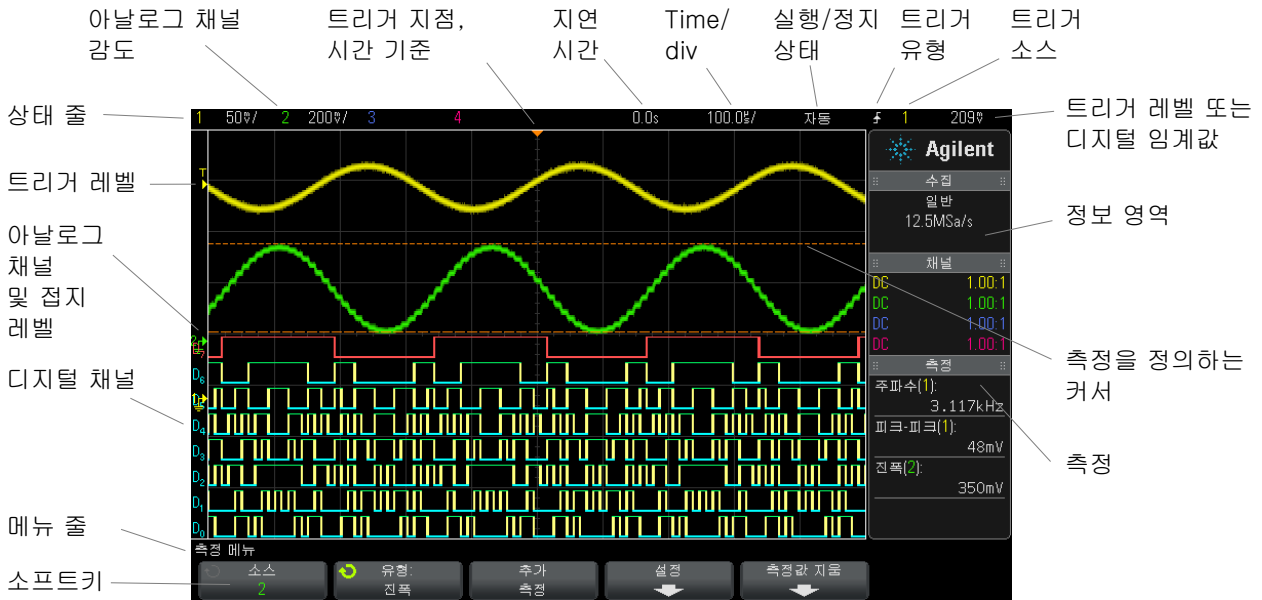 아날로그 채널
감도
트리거 지점,
시간 기준
지연
시간
Time/
div
실행/정지
상태
트리거
유형
트리거
소스
상태 줄
1 50mV/ 2 200mV/ 3 4 0.0s 100.0us/ 자동 1 209mV
트리거 레벨 또는
디지털 임계값
Agilent
트리거 레벨
T
수집
일반
12.5MSa/s
정보 영역
아날로그
채널
및 접지
레벨
채널
DC 1.00:1
DC 1.00:1
DC 1.00:1
DC 1.00:1
측정을 정의하는
커서
측정
주파수(1):
3.117kHz
피크-피크(1):
48mV
진폭(2):
350mV
측정
디지털 채널
2
D6
1
D4
D3
D2
D1
D0
메뉴 줄
측정 메뉴
소프트키
소스
2
유형:
진폭
추가
측정
설정
측정값 지움